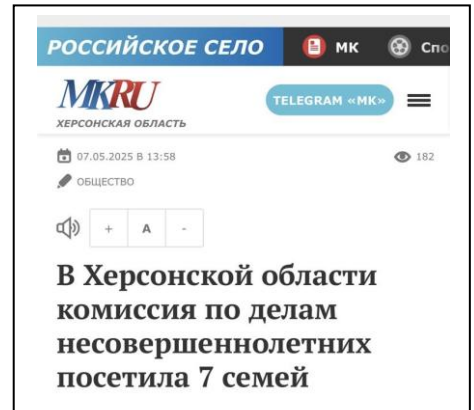 РОССИЙСКОЕ СЕЛО МК Спо
MKRU
ХЕРСОНСКАЯ ОБЛАСТЬ
TELEGRAM «МК»
07.05.2025 В 13:58 182
ОБЩЕСТВО
+ А -
В Херсонской области
комиссия по делам
несовершеннолетних
посетила 7 семей